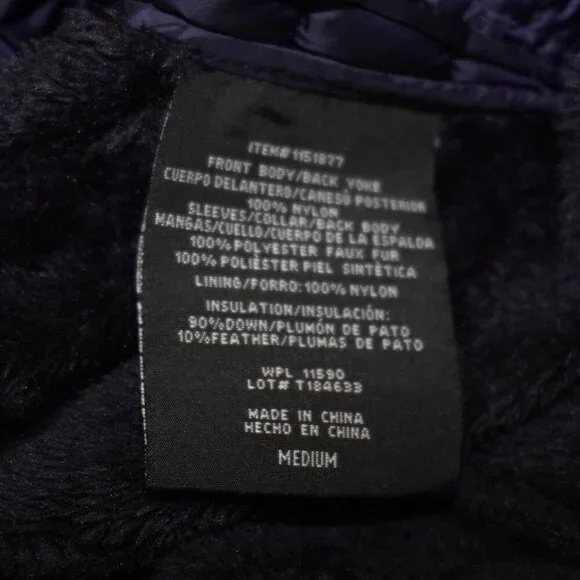 ITEM# 1151877
FRONT BODY/BACK YOKE
CUERPO DELANTERO/CANESÚ POSTERIOR
100% NYLON
SLEEVES/COLLAR/BACK BODY
MANGAS/CUELLO/CUERPO DE LA ESPALDA
100% POLYESTER FAUX FUR
100% POLIÉSTER PIEL SINTÉTICA
LINING/FORRO: 100% NYLON
INSULATION/INSULACIÓN:
90%DOWN/PLUMÓN DE PATO
10%FEATHER/PLUMAS DE PATO
WPL 11590
LOT# T184633
MADE IN CHINA
HECHO EN CHINA
MEDIUM